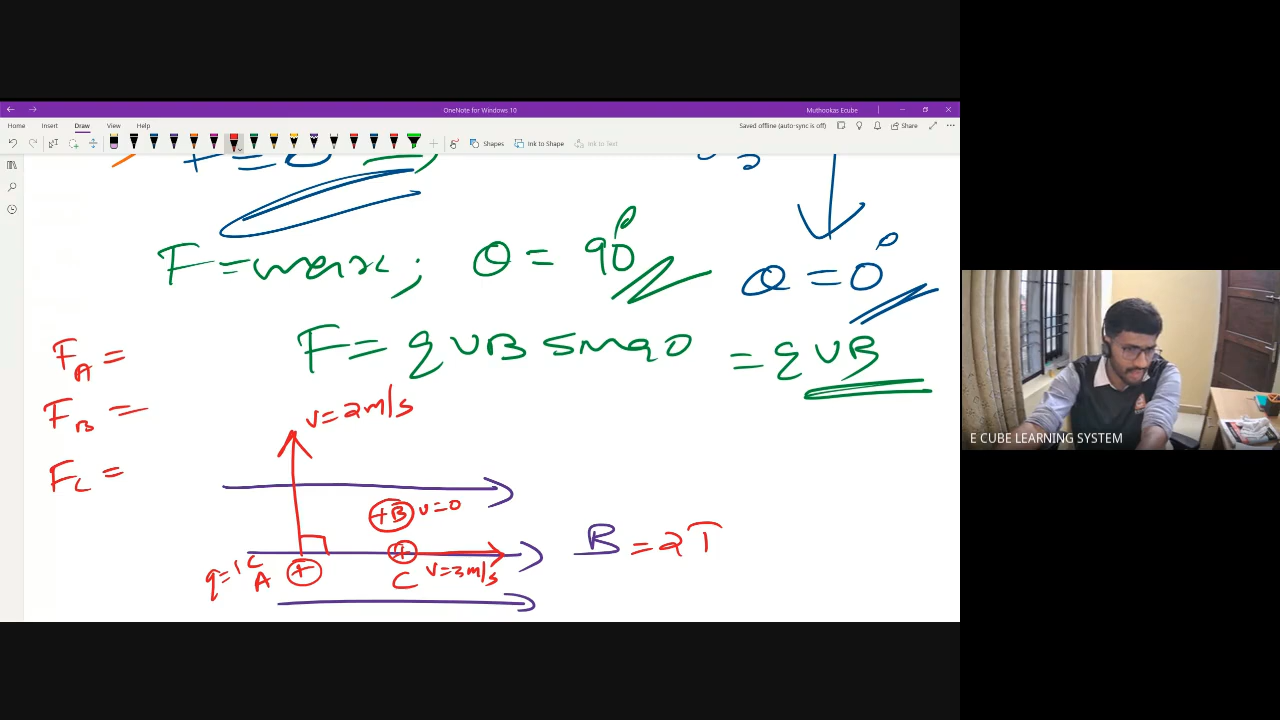 OneNote for Windows 10
Muthookas Ecube
Home Insert Draw View Help
Saved offline (auto-sync is off)
Share
Shapes
Ink to Shape
Ink to Text
F = max ; θ = 90°
θ = 0°
F = qVB Sin90 = qVB
F_A =
F_B =
F_C =
V = 2m/s
+B V=0
B = 2T
q=1C
A
+
+
C
V=3m/s
E CUBE LEARNING SYSTEM